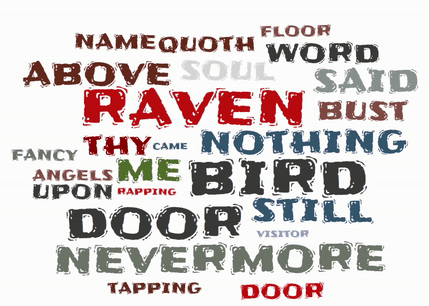 FLOOR
NAME QUOTH WORD
ABOVE SOUL SAID
RAVEN BUST
THY CAME NOTHING
FANCY
ANGELS ME BIRD
UPON RAPPING
DOOR STILL
VISITOR
NEVERMORE
TAPPING DOOR